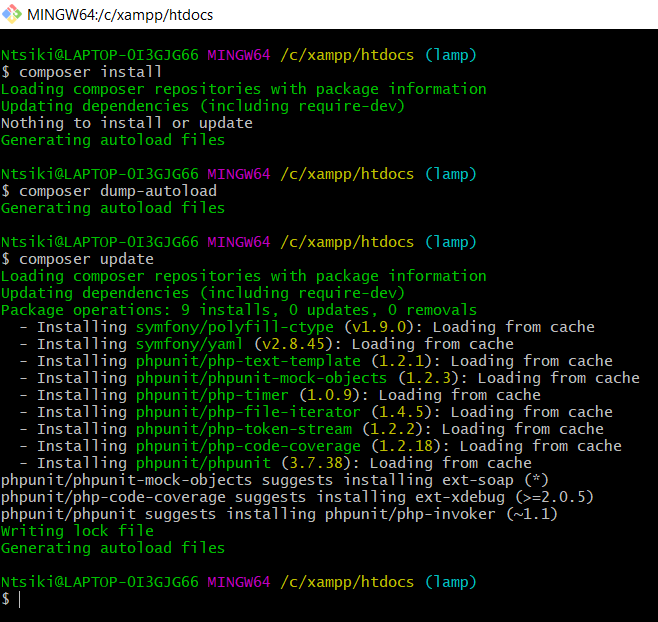 MINGW64:/c/xampp/htdocs
Ntsiki@LAPTOP-OI3GJG66 MINGW64 /c/xampp/htdocs (lamp)
$ composer install
Loading composer repositories with package information
Updating dependencies (including require-dev)
Nothing to install or update
Generating autoload files
Ntsiki@LAPTOP-OI3GJG66 MINGW64 /c/xampp/htdocs (lamp)
$ composer dump-autoload
Generating autoload files
Ntsiki@LAPTOP-OI3GJG66 MINGW64 /c/xampp/htdocs (lamp)
$ composer update
Loading composer repositories with package information
Updating dependencies (including require-dev)
Package operations: 9 installs, 0 updates, 0 removals
- Installing symfony/polyfill-ctype (v1.9.0): Loading from cache
- Installing symfony/yaml (v2.8.45): Loading from cache
- Installing phpunit/php-text-template (1.2.1): Loading from cache
- Installing phpunit/phpunit-mock-objects (1.2.3): Loading from cache
- Installing phpunit/php-timer (1.0.9): Loading from cache
- Installing phpunit/php-file-iterator (1.4.5): Loading from cache
- Installing phpunit/php-token-stream (1.2.2): Loading from cache
- Installing phpunit/php-code-coverage (1.2.18): Loading from cache
- Installing phpunit/phpunit (3.7.38): Loading from cache
phpunit/phpunit-mock-objects suggests installing ext-soap (*)
phpunit/php-code-coverage suggests installing ext-xdebug (>=2.0.5)
phpunit/phpunit suggests installing phpunit/php-invoker (~1.1)
Writing lock file
Generating autoload files
Ntsiki@LAPTOP-OI3GJG66 MINGW64 /c/xampp/htdocs (lamp)
$